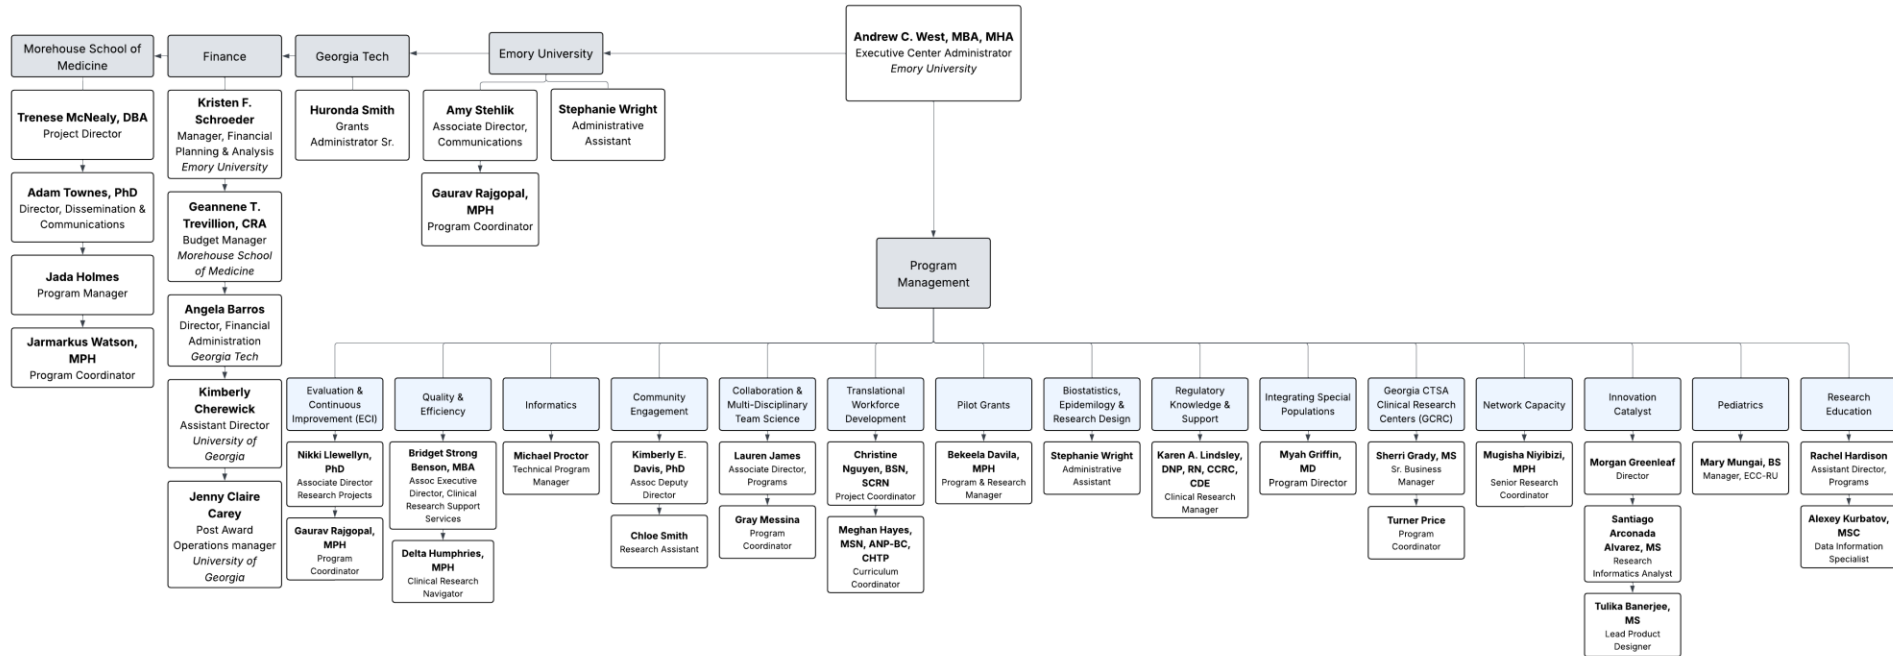 Andrew C. West, MBA, MHA
Executive Center Administrator
Emory University
Morehouse School of
Medicine
Finance
Georgia Tech
Emory University
Trenese McNealy, DBA
Project Director
Adam Townes, PhD
Director, Dissemination &
Communications
Jada Holmes
Program Manager
Jarmarkus Watson,
MPH
Program Coordinator
Kristen F.
Schroeder
Manager, Financial
Planning & Analysis
Emory University
Geannene T.
Trevillion, CRA
Budget Manager
Morehouse School
of Medicine
Angela Barros
Director, Financial
Administration
Georgia Tech
Kimberly
Cherewick
Assistant Director
University of
Georgia
Jenny Claire
Carey
Post Award
Operations manager
University of
Georgia
Huronda Smith
Grants
Administrator Sr.
Amy Stehlik
Associate Director,
Communications
Gaurav Rajgopal,
MPH
Program Coordinator
Stephanie Wright
Administrative
Assistant
Program
Management
Evaluation &
Continuous
Improvement (ECI)
Nikki Llewellyn,
PhD
Associate Director
Research Projects
Gaurav Rajgopal,
MPH
Program
Coordinator
Quality &
Efficiency
Bridget Strong
Benson, MBA
Assoc Executive
Director, Clinical
Research Support
Services
Delta Humphries,
MPH
Clinical Research
Navigator
Informatics
Michael Proctor
Technical Program
Manager
Community
Engagement
Kimberly E.
Davis, PhD
Assoc Deputy
Director
Chloe Smith
Research Assistant
Collaboration &
Multi-Disciplinary
Team Science
Lauren James
Associate Director,
Programs
Gray Messina
Program
Coordinator
Translational
Workforce
Development
Christine
Nguyen, BSN,
SCRN
Project Coordinator
Meghan Hayes,
MSN, ANP-BC,
CHTP
Curriculum
Coordinator
Pilot Grants
Bekeela Davila,
MPH
Program & Research
Manager
Biostatistics,
Epidemilogy &
Research Design
Stephanie Wright
Administrative
Assistant
Regulatory
Knowledge &
Support
Karen A. Lindsley,
DNP, RN, CCRC,
CDE
Clinical Research
Manager
Integrating Special
Populations
Myah Griffin,
MD
Program Director
Georgia CTSA
Clinical Research
Centers (GCRC)
Sherri Grady, MS
Sr. Business
Manager
Turner Price
Program
Coordinator
Network Capacity
Mugisha Niyibizi,
MPH
Senior Research
Coordinator
Innovation
Catalyst
Morgan Greenleaf
Director
Santiago
Arconada
Alvarez, MS
Research
Informatics Analyst
Tulika Banerjee,
MS
Lead Product
Designer
Pediatrics
Mary Mungai, BS
Manager, ECC-RU
Research
Education
Rachel Hardison
Assistant Director,
Programs
Alexey Kurbatov,
MSC
Data Information
Specialist